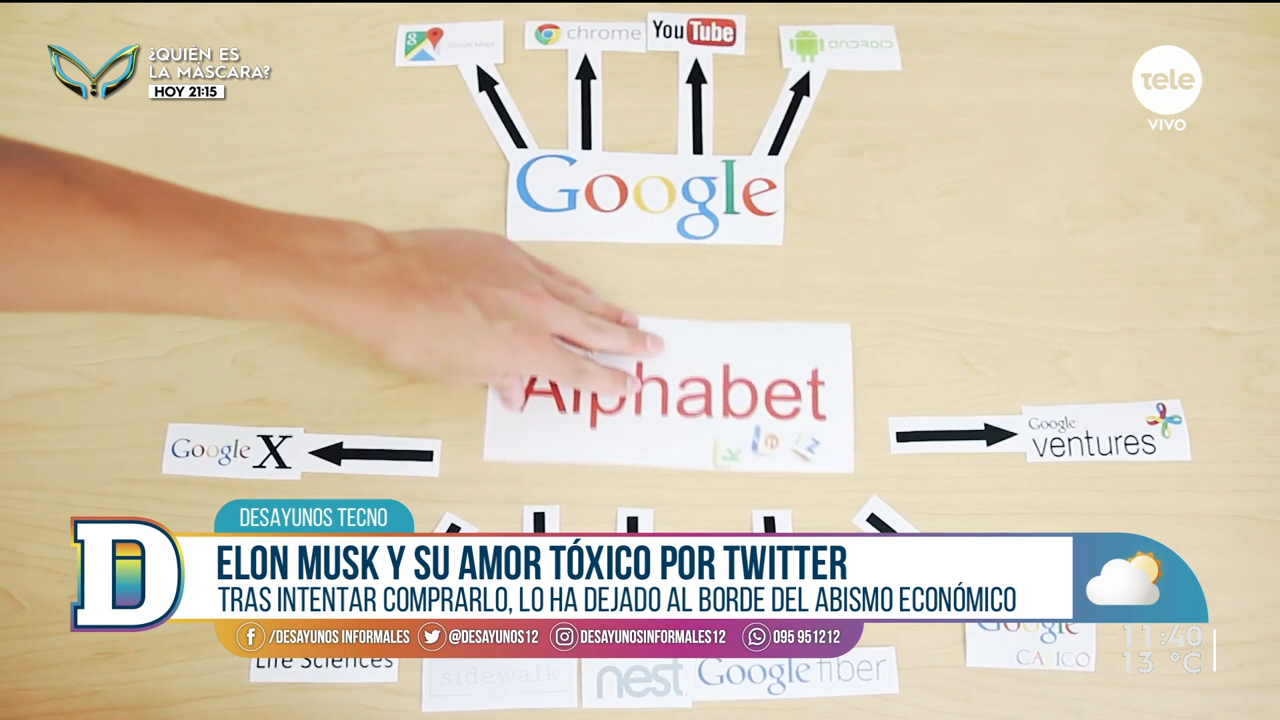 ¿QUIÉN ES
LA MÁSCARA?
HOY 21:15
Google Maps
chrome
YouTube
ANDROID
tele
VIVO
Google
Alphabet
Google X
Google
ventures
DESAYUNOS TECNO
D
ELON MUSK Y SU AMOR TÓXICO POR TWITTER
TRAS INTENTAR COMPRARLO, LO HA DEJADO AL BORDE DEL ABISMO ECONÓMICO
/DESAYUNOS INFORMALES @DESAYUNOS12 DESAYUNOSINFORMALES12 095 951212
Life Sciences
sidewalk
nest
Google fiber
Google
CALICO
11:40
13 °C